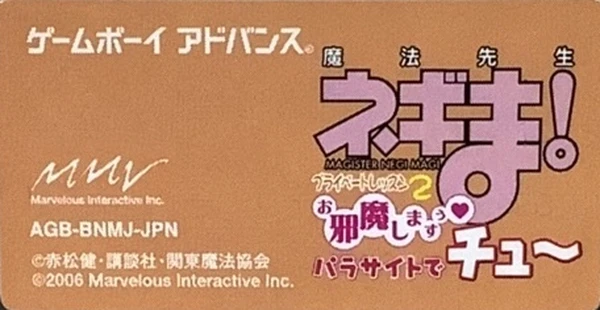 ゲームボーイ アドバンス®
魔法先生
ネギま!
MAGISTER NEGI MAGI
プライベートレッスン2
お邪魔しますぅ♥
パラサイトでチュ〜
MMV
Marvelous Interactive Inc.
AGB-BNMJ-JPN
©赤松健・講談社・関東魔法協会
©2006 Marvelous Interactive Inc.